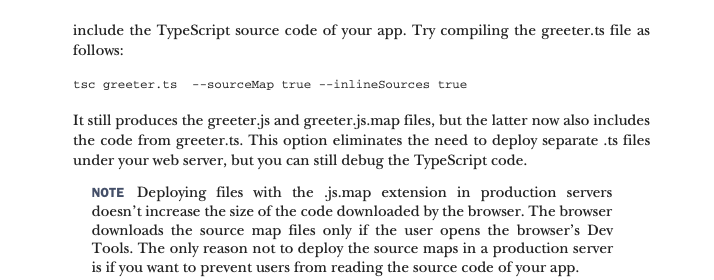 include the TypeScript source code of your app. Try compiling the greeter.ts file as
follows:
tsc greeter.ts  --sourceMap true --inlineSources true
It still produces the greeter.js and greeter.js.map files, but the latter now also includes
the code from greeter.ts. This option eliminates the need to deploy separate .ts files
under your web server, but you can still debug the TypeScript code.
NOTE Deploying files with the .js.map extension in production servers
doesn't increase the size of the code downloaded by the browser. The browser
downloads the source map files only if the user opens the browser's Dev
Tools. The only reason not to deploy the source maps in a production server
is if you want to prevent users from reading the source code of your app.